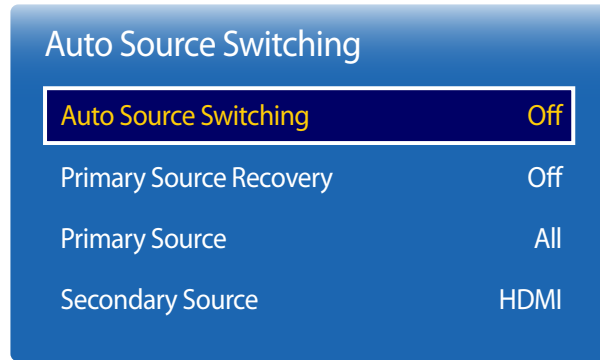 Auto Source Switching
Auto Source Switching Off
Primary Source Recovery Off
Primary Source All
Secondary Source HDMI